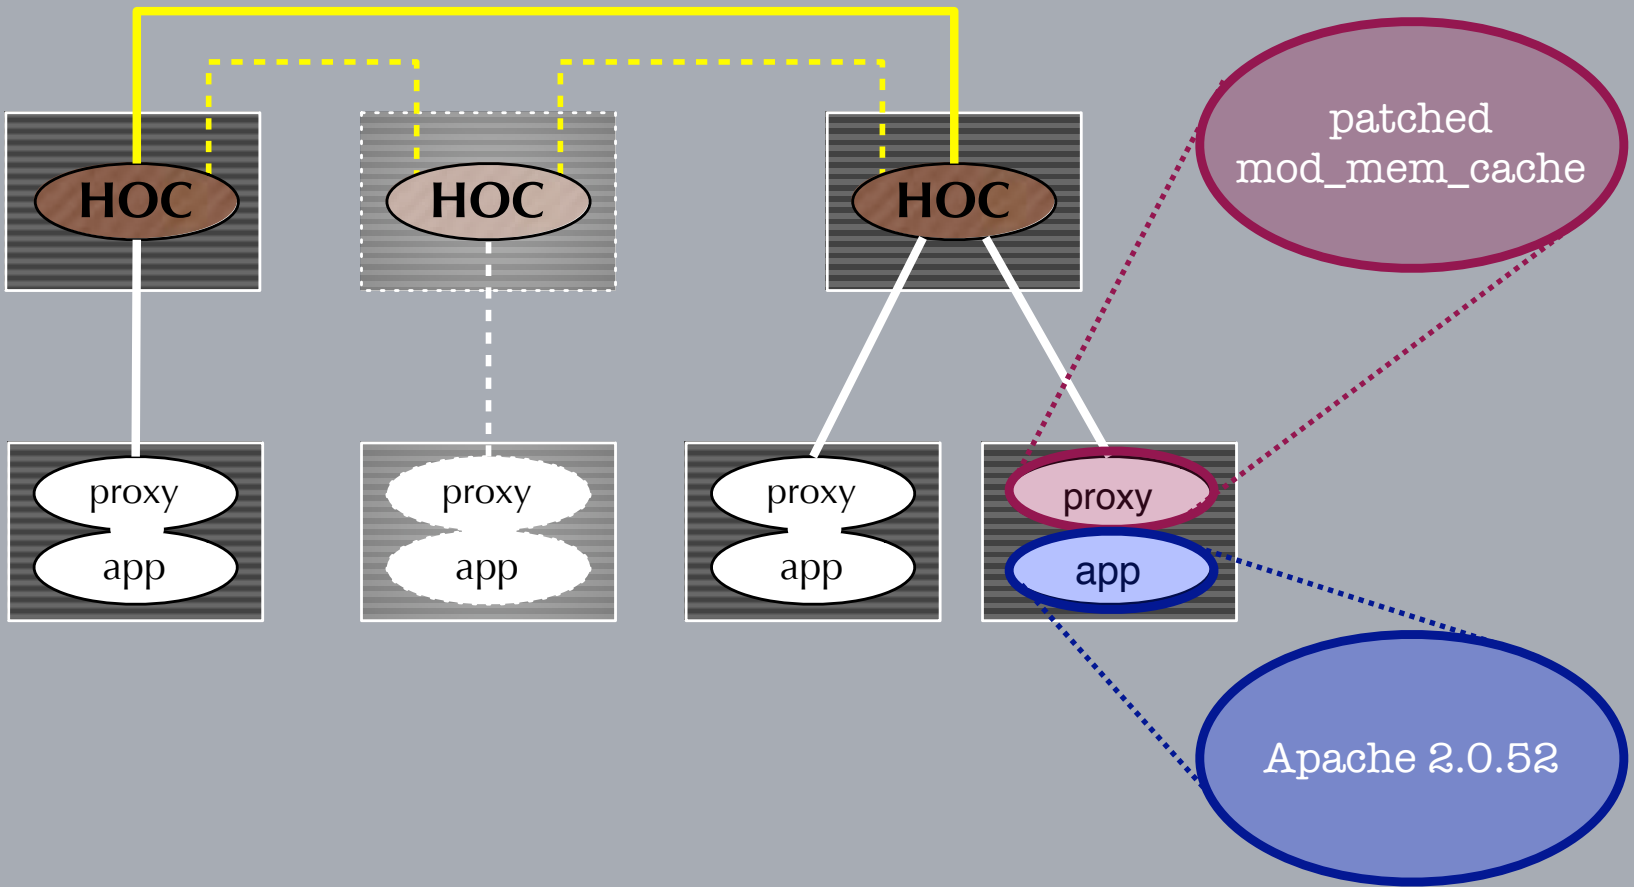 patched
mod_mem_cache
HOC
HOC
HOC
proxy
app
proxy
app
proxy
app
proxy
app
Apache 2.0.52